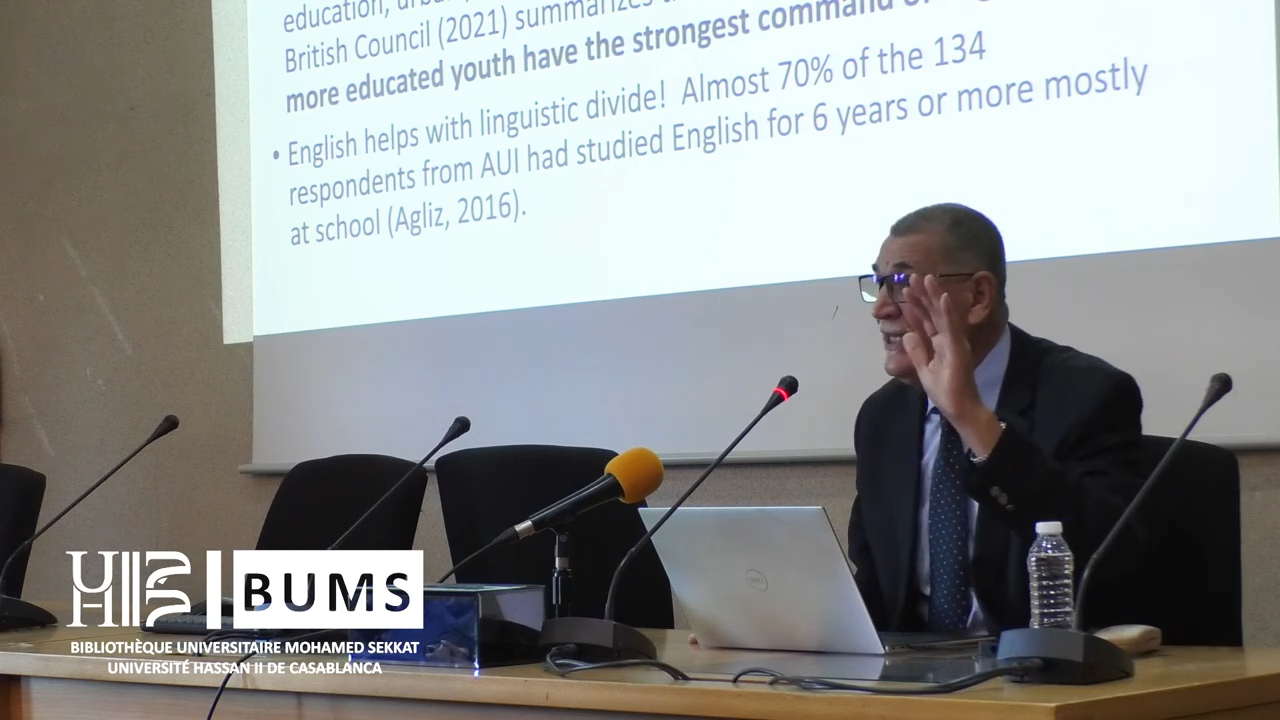 education,
British Council (2021) summarizes
more educated youth have the strongest command
• English helps with linguistic divide! Almost 70% of the 134
respondents from AUI had studied English for 6 years or more mostly
at school (Agliz, 2016).
DELL
BUMS
BIBLIOTHÈQUE UNIVERSITAIRE MOHAMED SEKKAT
UNIVERSITÉ HASSAN II DE CASABLANCA